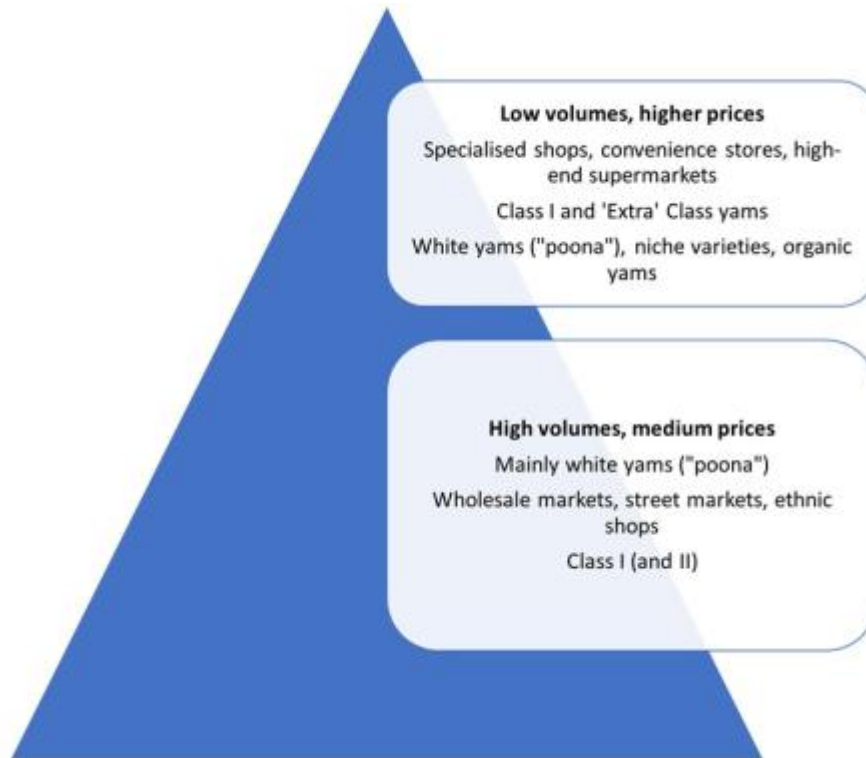 Low volumes, higher prices
Specialised shops, convenience stores, high-
end supermarkets
Class I and 'Extra' Class yams
White yams ("poona"), niche varieties, organic
yams
High volumes, medium prices
Mainly white yams ("poona")
Wholesale markets, street markets, ethnic
shops
Class I (and II)